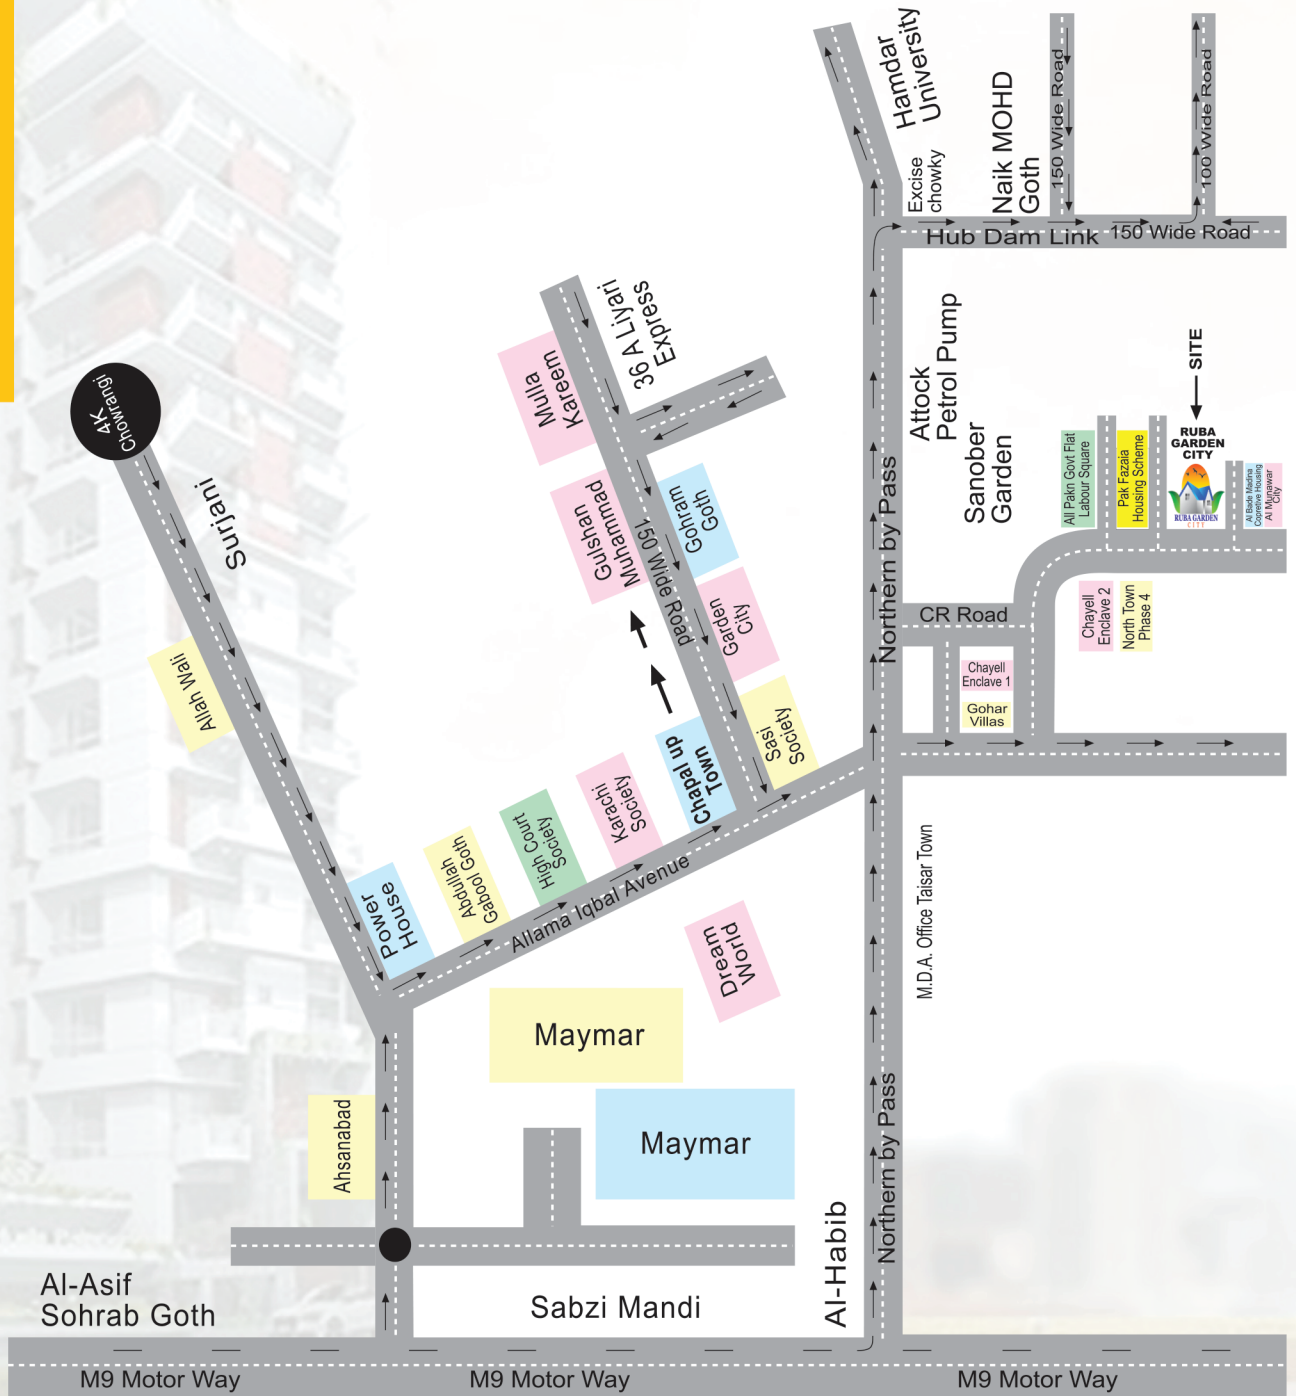 Hamdar
University
Excise
chowky
Naik MOHD
Goth
150 Wide Road
100 Wide Road
Hub Dam Link
150 Wide Road
36 A Liyari
Express
Mulla
Kareem
4K
Chowrangi
Surjani
Gulshan
Muhammad
150 Wide Road
Gohram
Goth
Garden
City
Sasi
Society
Attock
Petrol Pump
Sanober
Garden
Northern by Pass
SITE
RUBA
GARDEN
CITY
RUBA GARDEN
CITY
All Pakn Govt Flat
Labour Square
Pak Fazaia
Housing Scheme
Al Bade Madina
Copretive Housing
Al Munawar
City
CR Road
Chayell
Enclave 2
North Town
Phase 4
Chayell
Enclave 1
Gohar
Villas
Allah Wali
Chapal up
Town
Karachi
Society
High Court
Society
Abdullah
Gabool Goth
Power
House
Allama Iqbal Avenue
Dream
World
M.D.A. Office Taisar Town
Maymar
Maymar
Ahsanabad
Northern by Pass
Al-Habib
Al-Asif
Sohrab Goth
Sabzi Mandi
M9 Motor Way
M9 Motor Way
M9 Motor Way